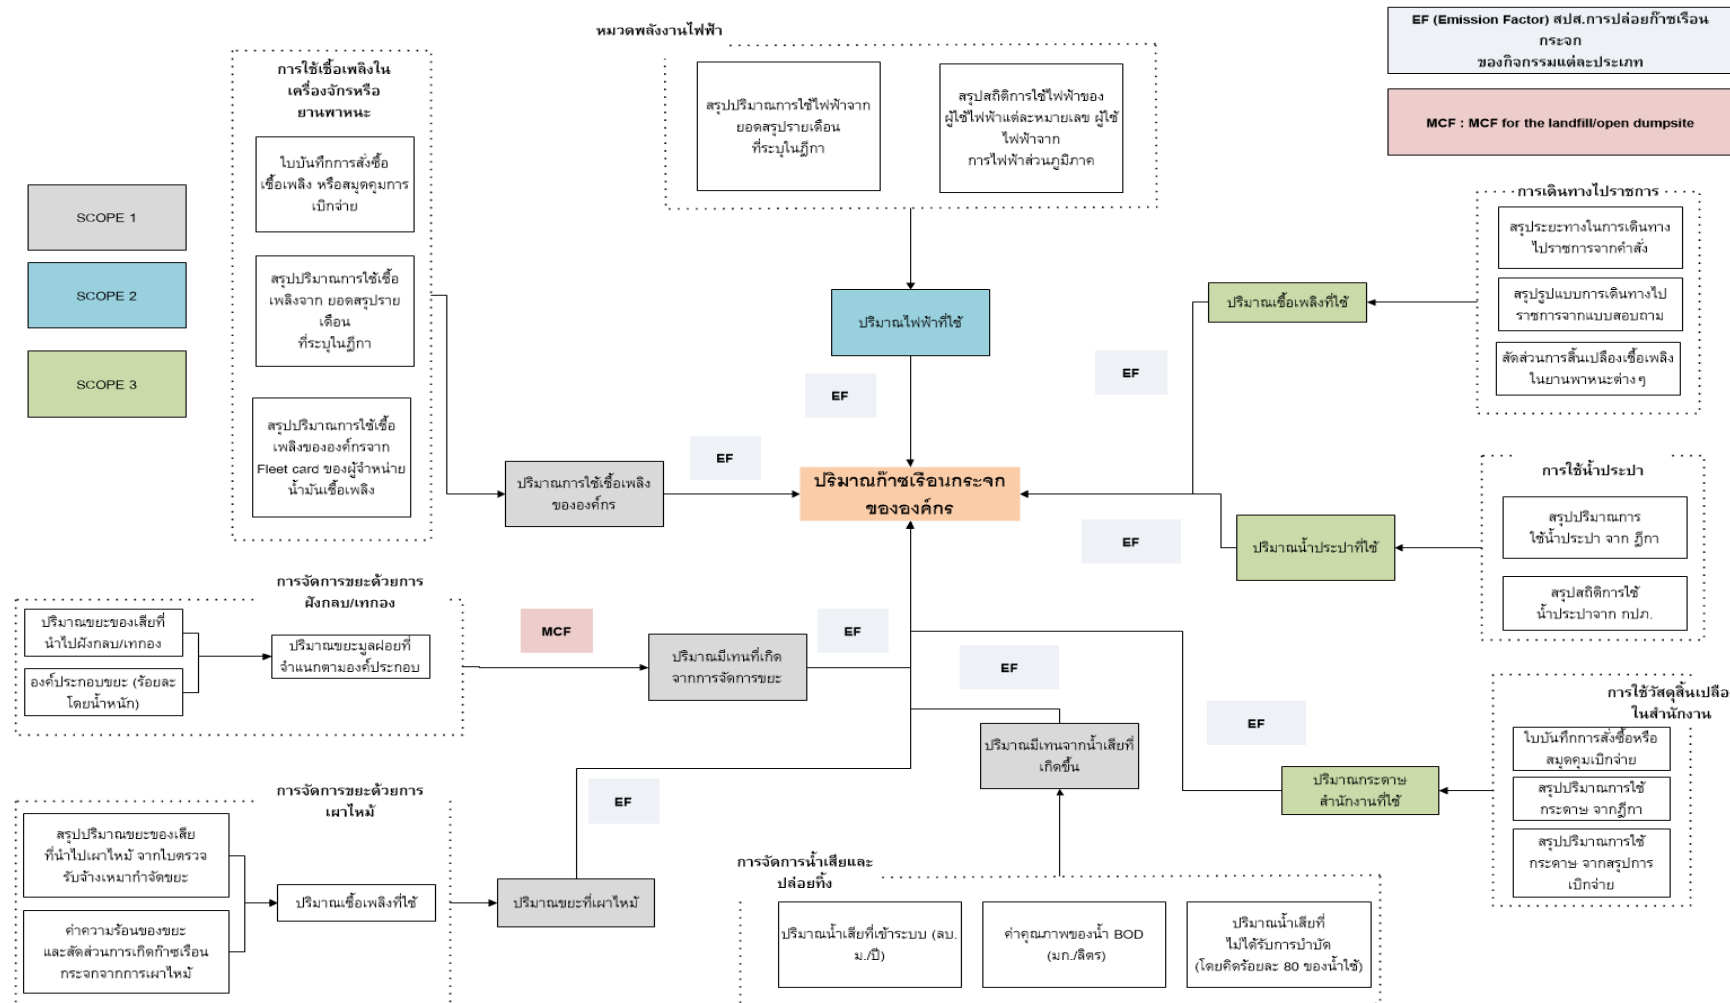 EF (Emission Factor) สปส.การปล่อยก๊าซเรือน
กระจก
ของกิจกรรมแต่ละประเภท
MCF : MCF for the landfill/open dumpsite
หมวดพลังงานไฟฟ้า
สรุปปริมาณการใช้ไฟฟ้าจาก
ยอดสรุปรายเดือน
ที่ระบุในฎีกา
สรุปสถิติการใช้ไฟฟ้าของ
ผู้ใช้ไฟฟ้าแต่ละหมายเลข ผู้ใช้
ไฟฟ้าจาก
การไฟฟ้าส่วนภูมิภาค
การใช้เชื้อเพลิงใน
เครื่องจักรหรือ
ยานพาหนะ
ใบบันทึกการสั่งซื้อ
เชื้อเพลิง หรือสมุดคุมการ
เบิกจ่าย
สรุปปริมาณการใช้เชื้อ
เพลิงจาก ยอดสรุปราย
เดือน
ที่ระบุในฎีกา
สรุปปริมาณการใช้เชื้อ
เพลิงขององค์กรจาก
Fleet card ของผู้จำหน่าย
น้ำมันเชื้อเพลิง
SCOPE 1
SCOPE 2
SCOPE 3
ปริมาณไฟฟ้าที่ใช้
EF
EF
ปริมาณการใช้เชื้อเพลิง
ขององค์กร
ปริมาณก๊าซเรือนกระจก
ขององค์กร
การเดินทางไปราชการ
สรุประยะทางในการเดินทาง
ไปราชการจากคำสั่ง
สรุปรูปแบบการเดินทางไป
ราชการจากแบบสอบถาม
สัดส่วนการสิ้นเปลืองเชื้อเพลิง
ในยานพาหนะต่างๆ
ปริมาณเชื้อเพลิงที่ใช้
EF
การใช้น้ำประปา
สรุปปริมาณการ
ใช้น้ำประปา จาก ฎีกา
สรุปสถิติการใช้
น้ำประปาจาก กปภ.
ปริมาณน้ำประปาที่ใช้
EF
การจัดการขยะด้วยการ
ฝังกลบ/เทกอง
ปริมาณขยะของเสียที่
นำไปฝังกลบ/เทกอง
องค์ประกอบขยะ (ร้อยละ
โดยน้ำหนัก)
ปริมาณขยะมูลฝอยที่
จำแนกตามองค์ประกอบ
MCF
ปริมาณมีเทนที่เกิด
จากการจัดการขยะ
EF
EF
ปริมาณมีเทนจากน้ำเสียที่
เกิดขึ้น
EF
การใช้วัสดุสิ้นเปลือง
ในสำนักงาน
ใบบันทึกการสั่งซื้อหรือ
สมุดคุมเบิกจ่าย
สรุปปริมาณการใช้
กระดาษ จากฎีกา
สรุปปริมาณการใช้
กระดาษ จากสรุปการ
เบิกจ่าย
ปริมาณกระดาษ
สำนักงานที่ใช้
การจัดการขยะด้วยการ
เผาไหม้
สรุปปริมาณขยะของเสีย
ที่นำไปเผาไหม้ จากใบตรวจ
รับจ้างเหมากำจัดขยะ
ค่าความร้อนของขยะ
และสัดส่วนการเกิดก๊าซเรือน
กระจกจากการเผาไหม้
ปริมาณเชื้อเพลิงที่ใช้
ปริมาณขยะที่เผาไหม้
EF
การจัดการน้ำเสียและ
ปล่อยทิ้ง
ปริมาณน้ำเสียที่เข้าระบบ (ลบ.
ม./ปี)
ค่าคุณภาพของน้ำ BOD
(มก./ลิตร)
ปริมาณน้ำเสียที่
ไม่ได้รับการบำบัด
(โดยคิดร้อยละ 80 ของน้ำใช้)